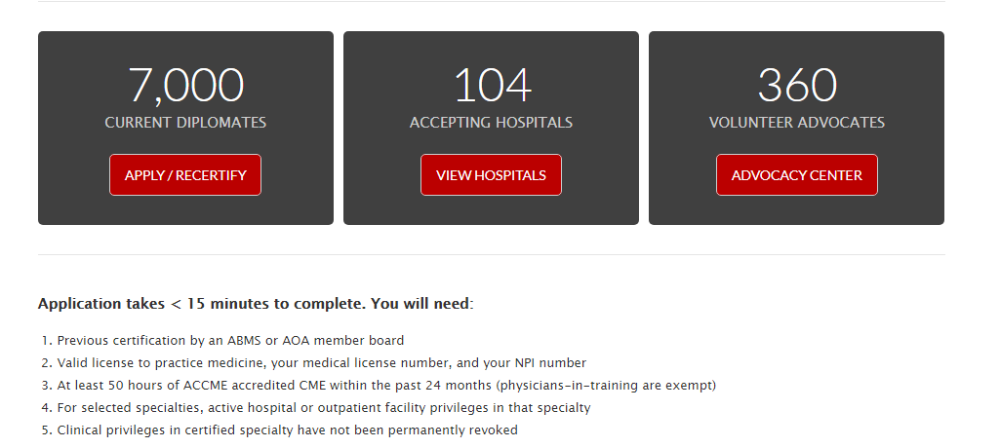 7,000
CURRENT DIPLOMATES
APPLY / RECERTIFY
104
ACCEPTING HOSPITALS
VIEW HOSPITALS
360
VOLUNTEER ADVOCATES
ADVOCACY CENTER
Application takes < 15 minutes to complete. You will need:
1. Previous certification by an ABMS or AOA member board
2. Valid license to practice medicine, your medical license number, and your NPI number
3. At least 50 hours of ACCME accredited CME within the past 24 months (physicians-in-training are exempt)
4. For selected specialties, active hospital or outpatient facility privileges in that specialty
5. Clinical privileges in certified specialty have not been permanently revoked